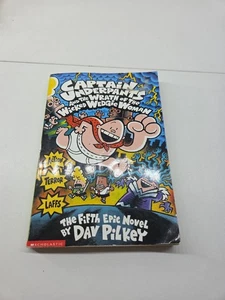 CAPTAIN
UNDERPANTS
AND THE WRATH OF THE
WICKED WEDGIE WOMAN
TERROR
LAFFS
THE FIFTH EPIC NOVEL
BY DAV PILKEY
SCHOLASTIC